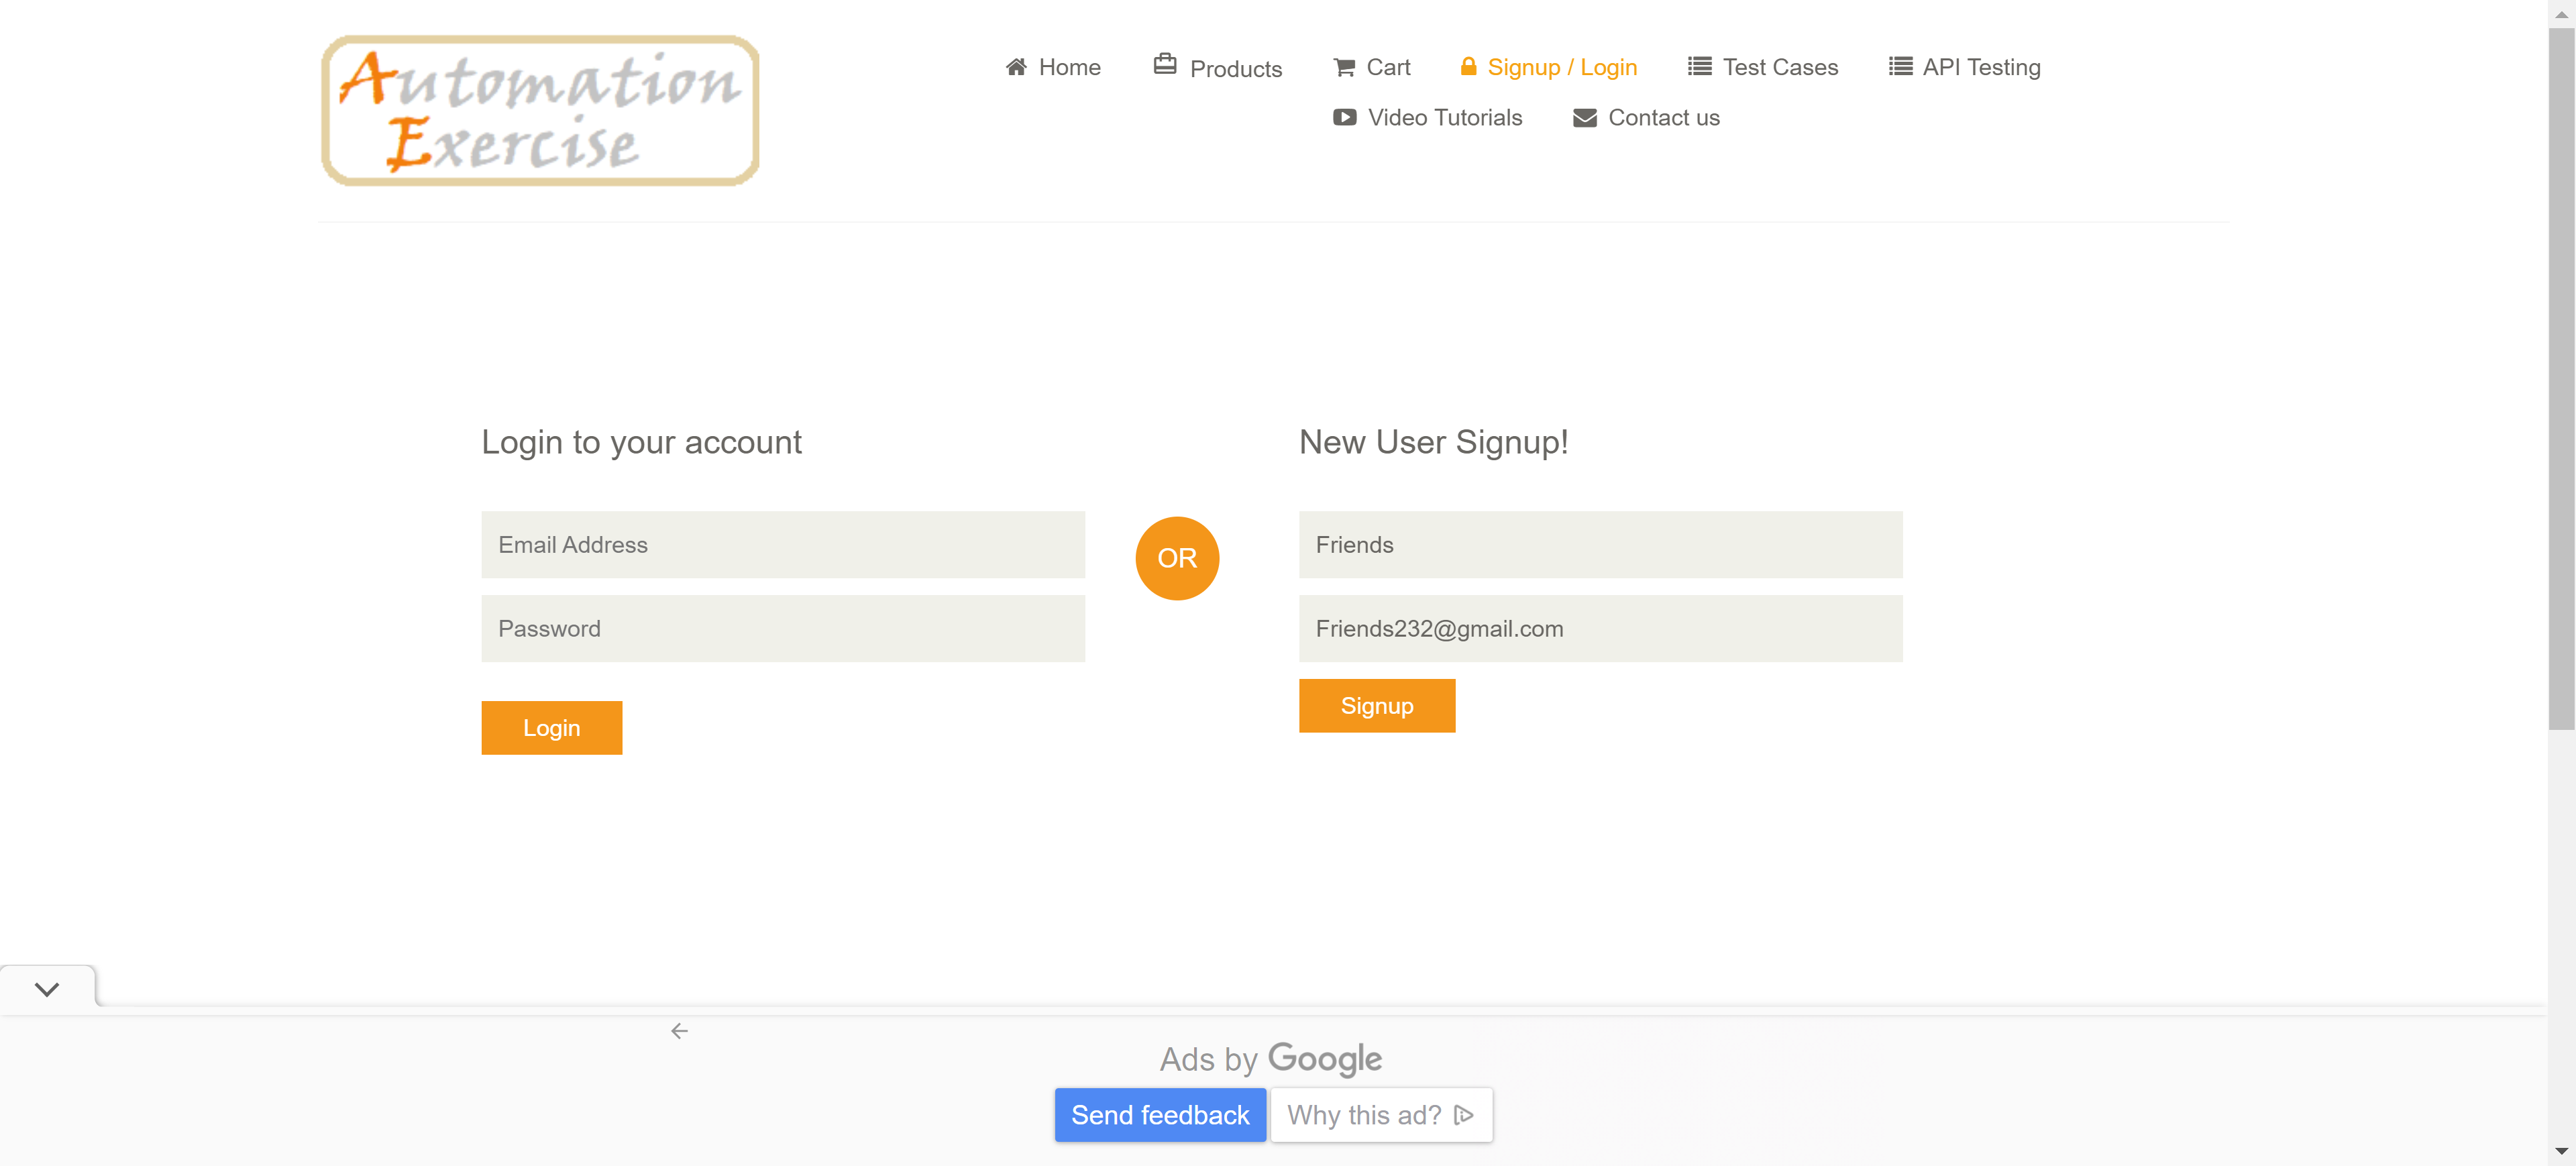 Automation
Exercise
Home
Products
Cart
Signup / Login
Test Cases
API Testing
Video Tutorials
Contact us
Login to your account
Email Address
Password
Login
OR
New User Signup!
Friends
Friends232@gmail.com
Signup
Ads by Google
Send feedback
Why this ad?